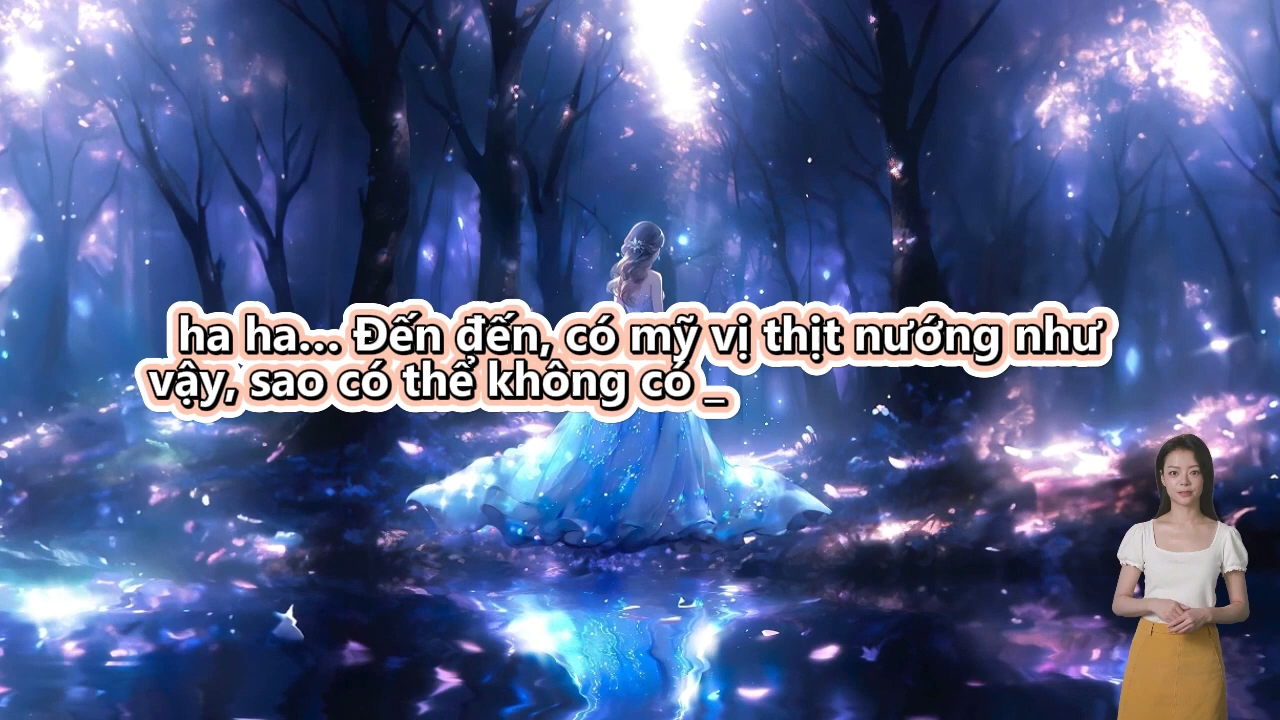 ha ha... Đến đến, có mỹ vị thịt nướng như
vậy, sao có thể không có _